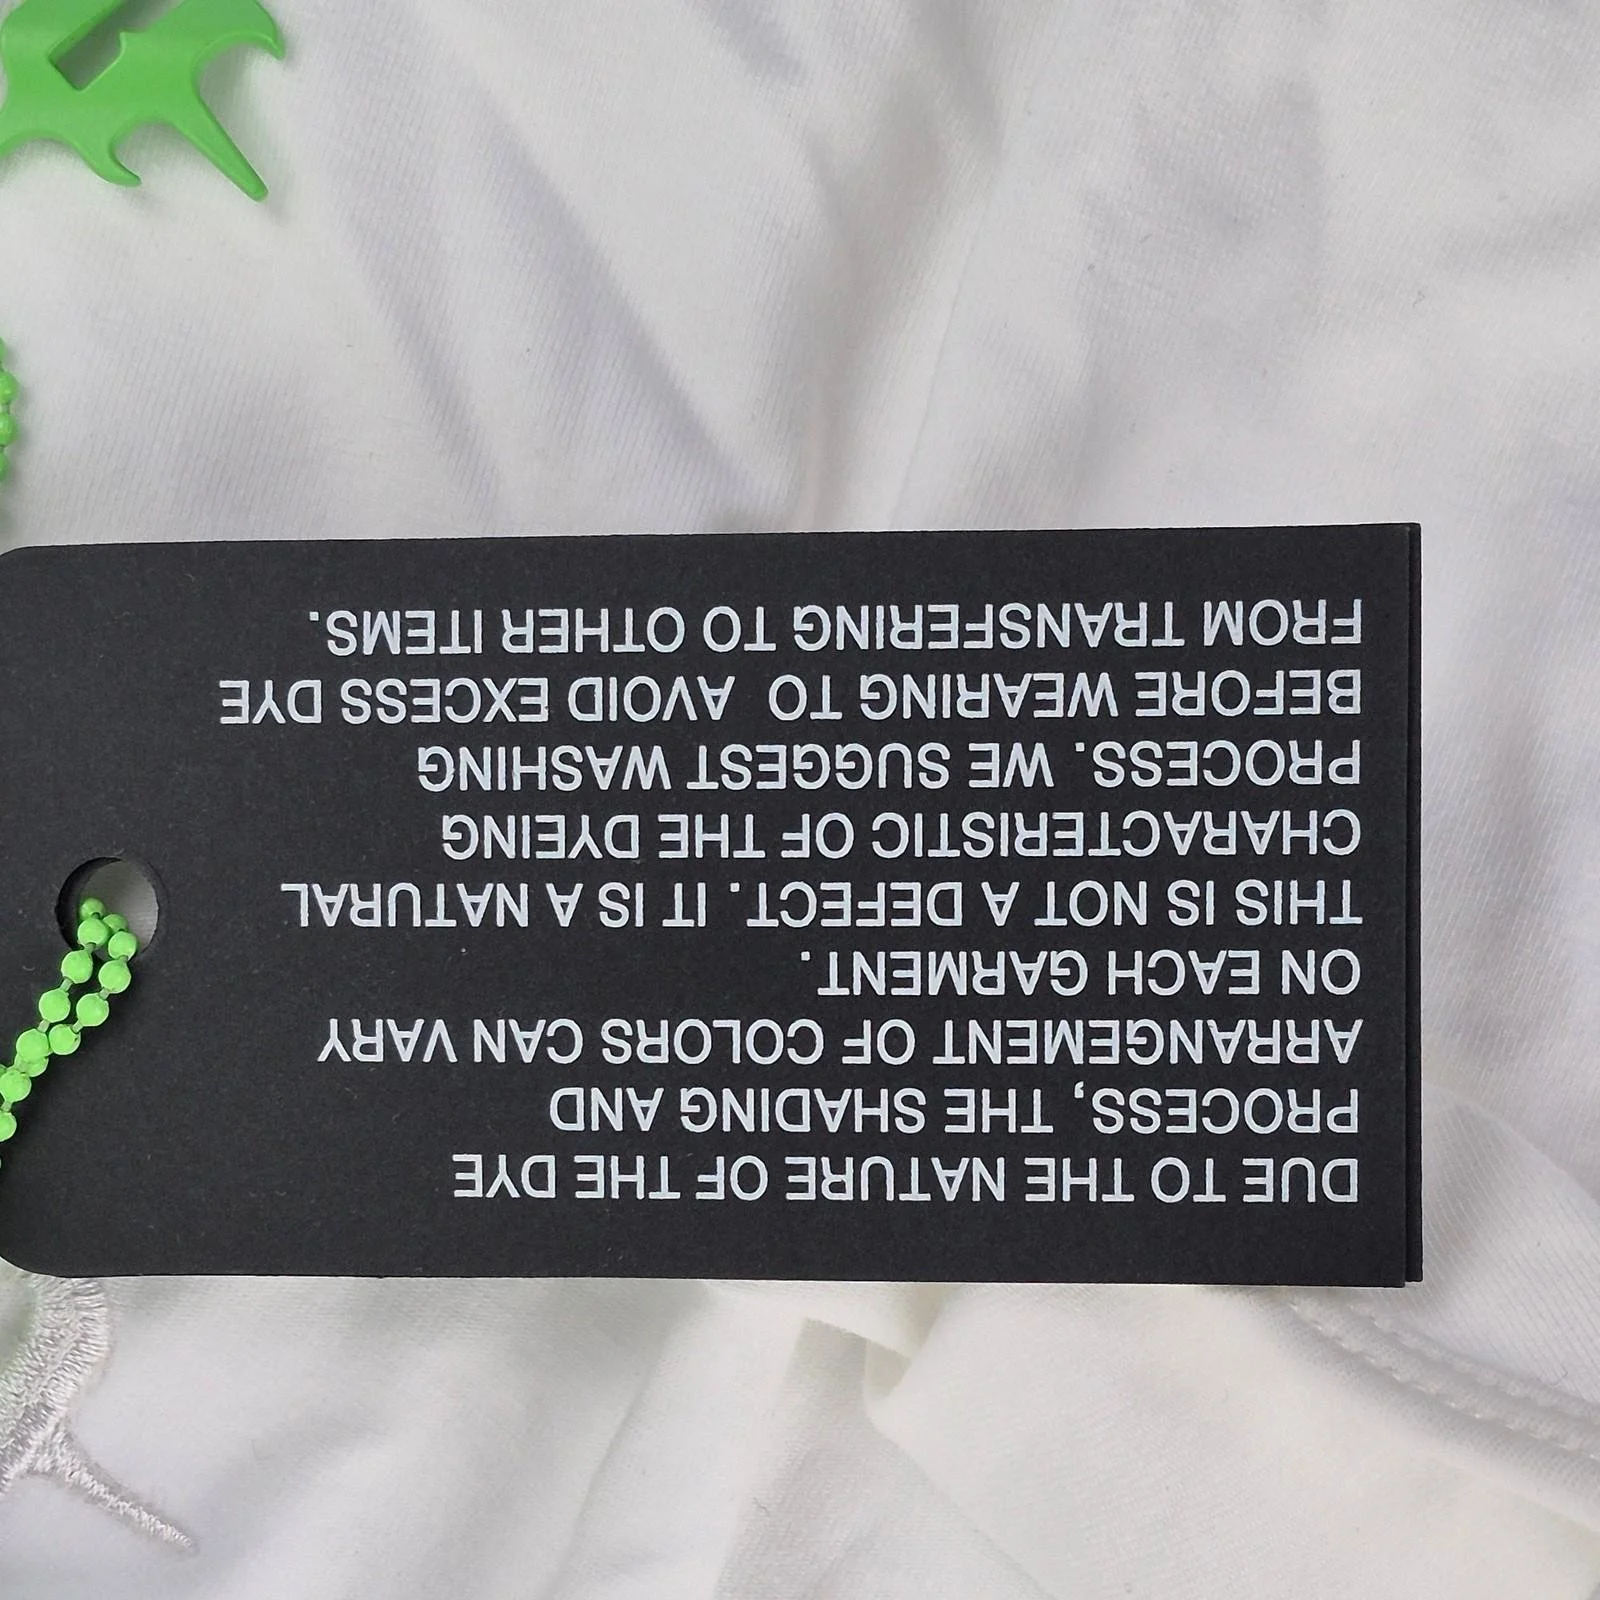 DUE TO THE NATURE OF THE DYE
PROCESS, THE SHADING AND
ARRANGEMENT OF COLORS CAN VARY
ON EACH GARMENT.
THIS IS NOT A DEFECT. IT IS A NATURAL
CHARACTERISTIC OF THE DYEING
PROCESS. WE SUGGEST WASHING
BEFORE WEARING TO AVOID EXCESS DYE
FROM TRANSFERING TO OTHER ITEMS.